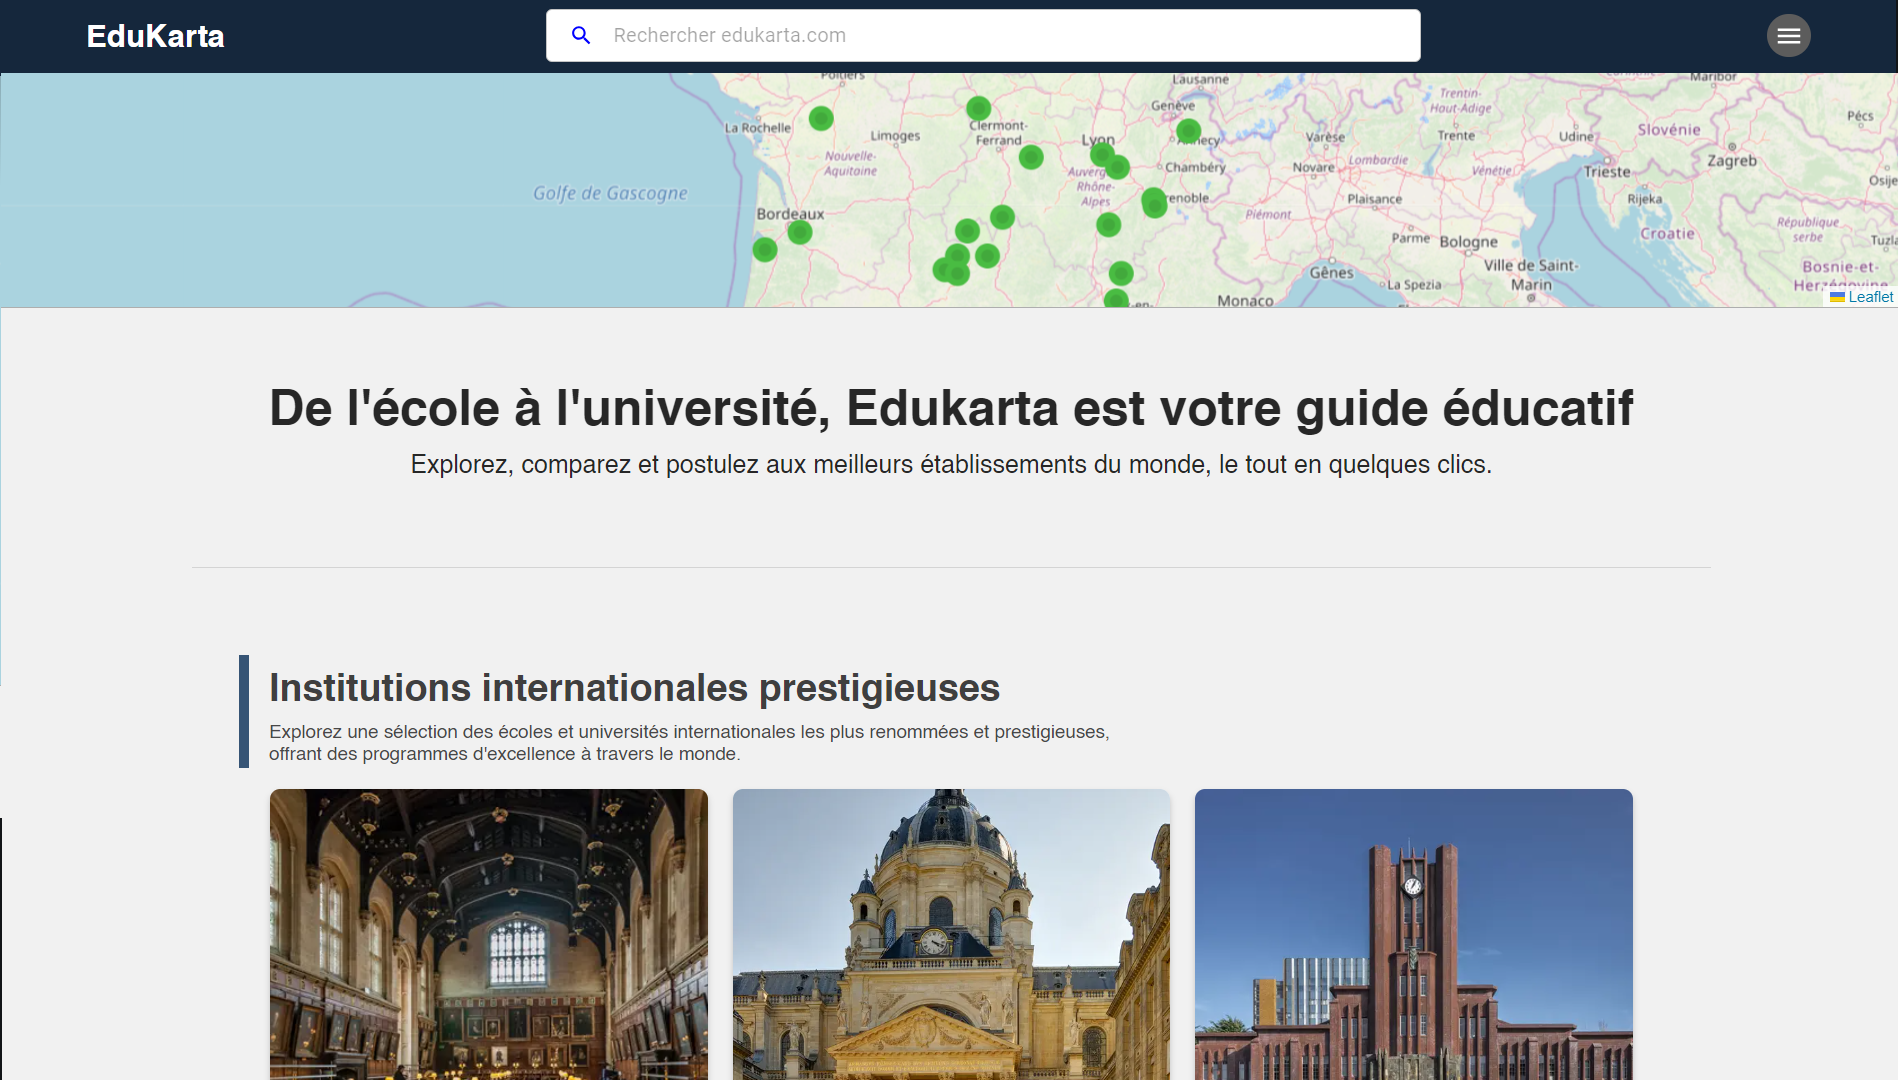 EduKarta
Rechercher edukarta.com
Poitiers
Lausanne
Maribor
Genève
Trentin-
Haut-Adige
Pécs
La Rochelle
Limoges
Clermont-
Ferrand
Lyon
Annecy
Varèse
Trente
Udine
Slovénie
Nouvelle-
Aquitaine
Chambéry
Novare
Lombardie
Vénétie
Trieste
Zagreb
Osije
Auverg
Rhône-
Alpes
Golfe de Gascogne
renoble
Plaisance
Rijeka
Bordeaux
Piémont
République
serbe
Croatie
Parme
Bologne
Tuzla
Gênes
Ville de Saint-
Marin
Bosnie-et-
Herzégovine
La Spezia
Monaco
-en-
Leaflet
De l'école à l'université, Edukarta est votre guide éducatif
Explorez, comparez et postulez aux meilleurs établissements du monde, le tout en quelques clics.
Institutions internationales prestigieuses
Explorez une sélection des écoles et universités internationales les plus renommées et prestigieuses,
offrant des programmes d'excellence à travers le monde.